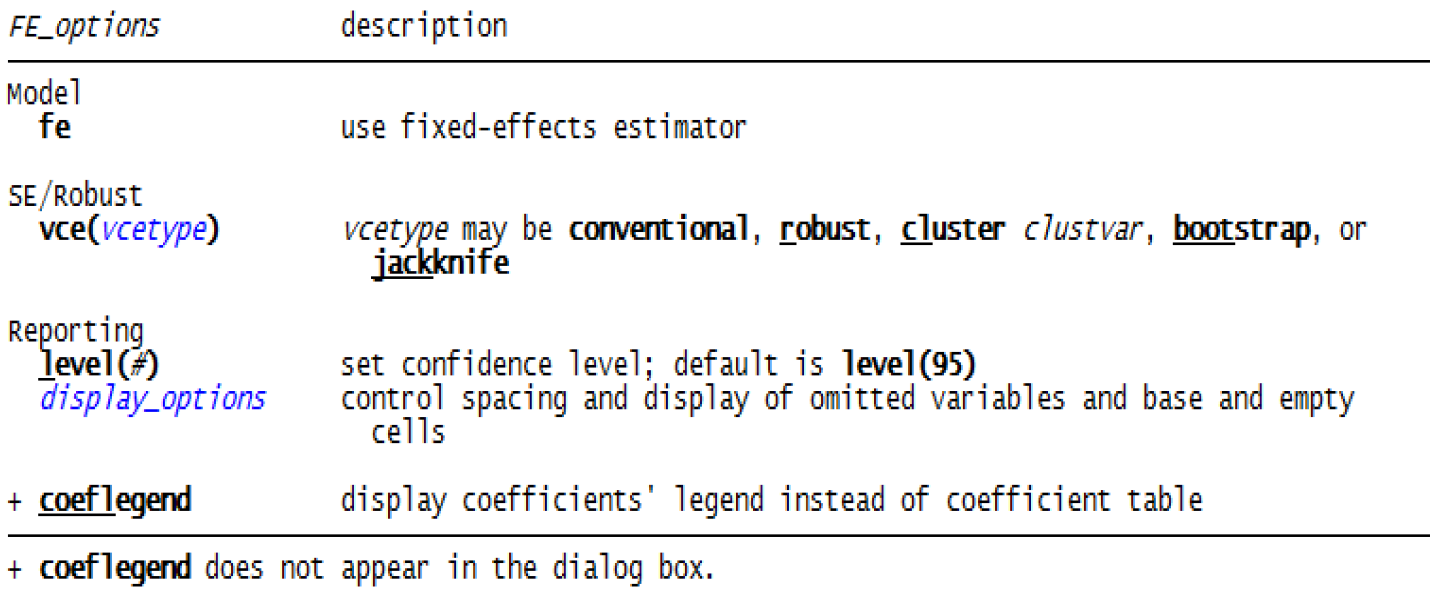 FE_options description
Model
fe use fixed-effects estimator
SE/Robust
vce(vcetype) vcetype may be conventional, robust, cluster clustvar, bootstrap, or
jackknife
Reporting
level(#) set confidence level; default is level(95)
display_options control spacing and display of omitted variables and base and empty
cells
+ coeflegend display coefficients' legend instead of coefficient table
+ coeflegend does not appear in the dialog box.